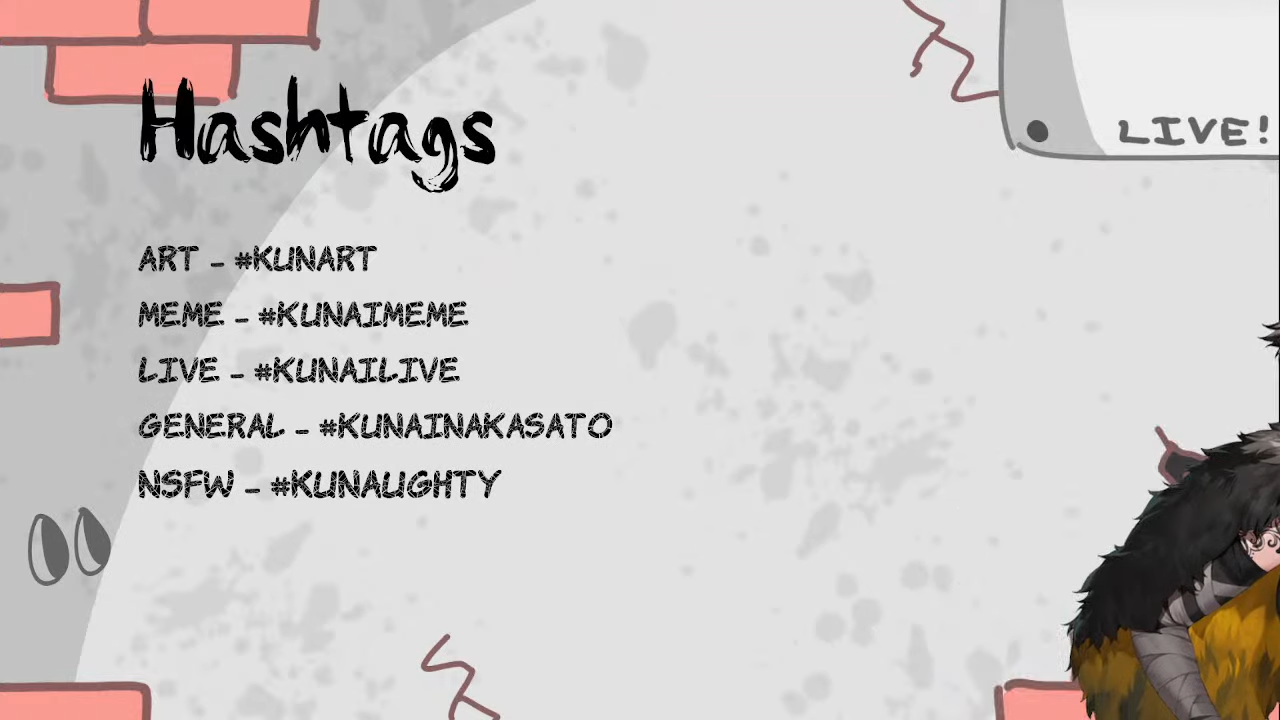 Hashtags
LIVE!
ART - #KUNART
MEME - #KUNAIMEME
LIVE - #KUNAILIVE
GENERAL - #KUNAINAKASATO
NSFW - #KUNAUGHTY